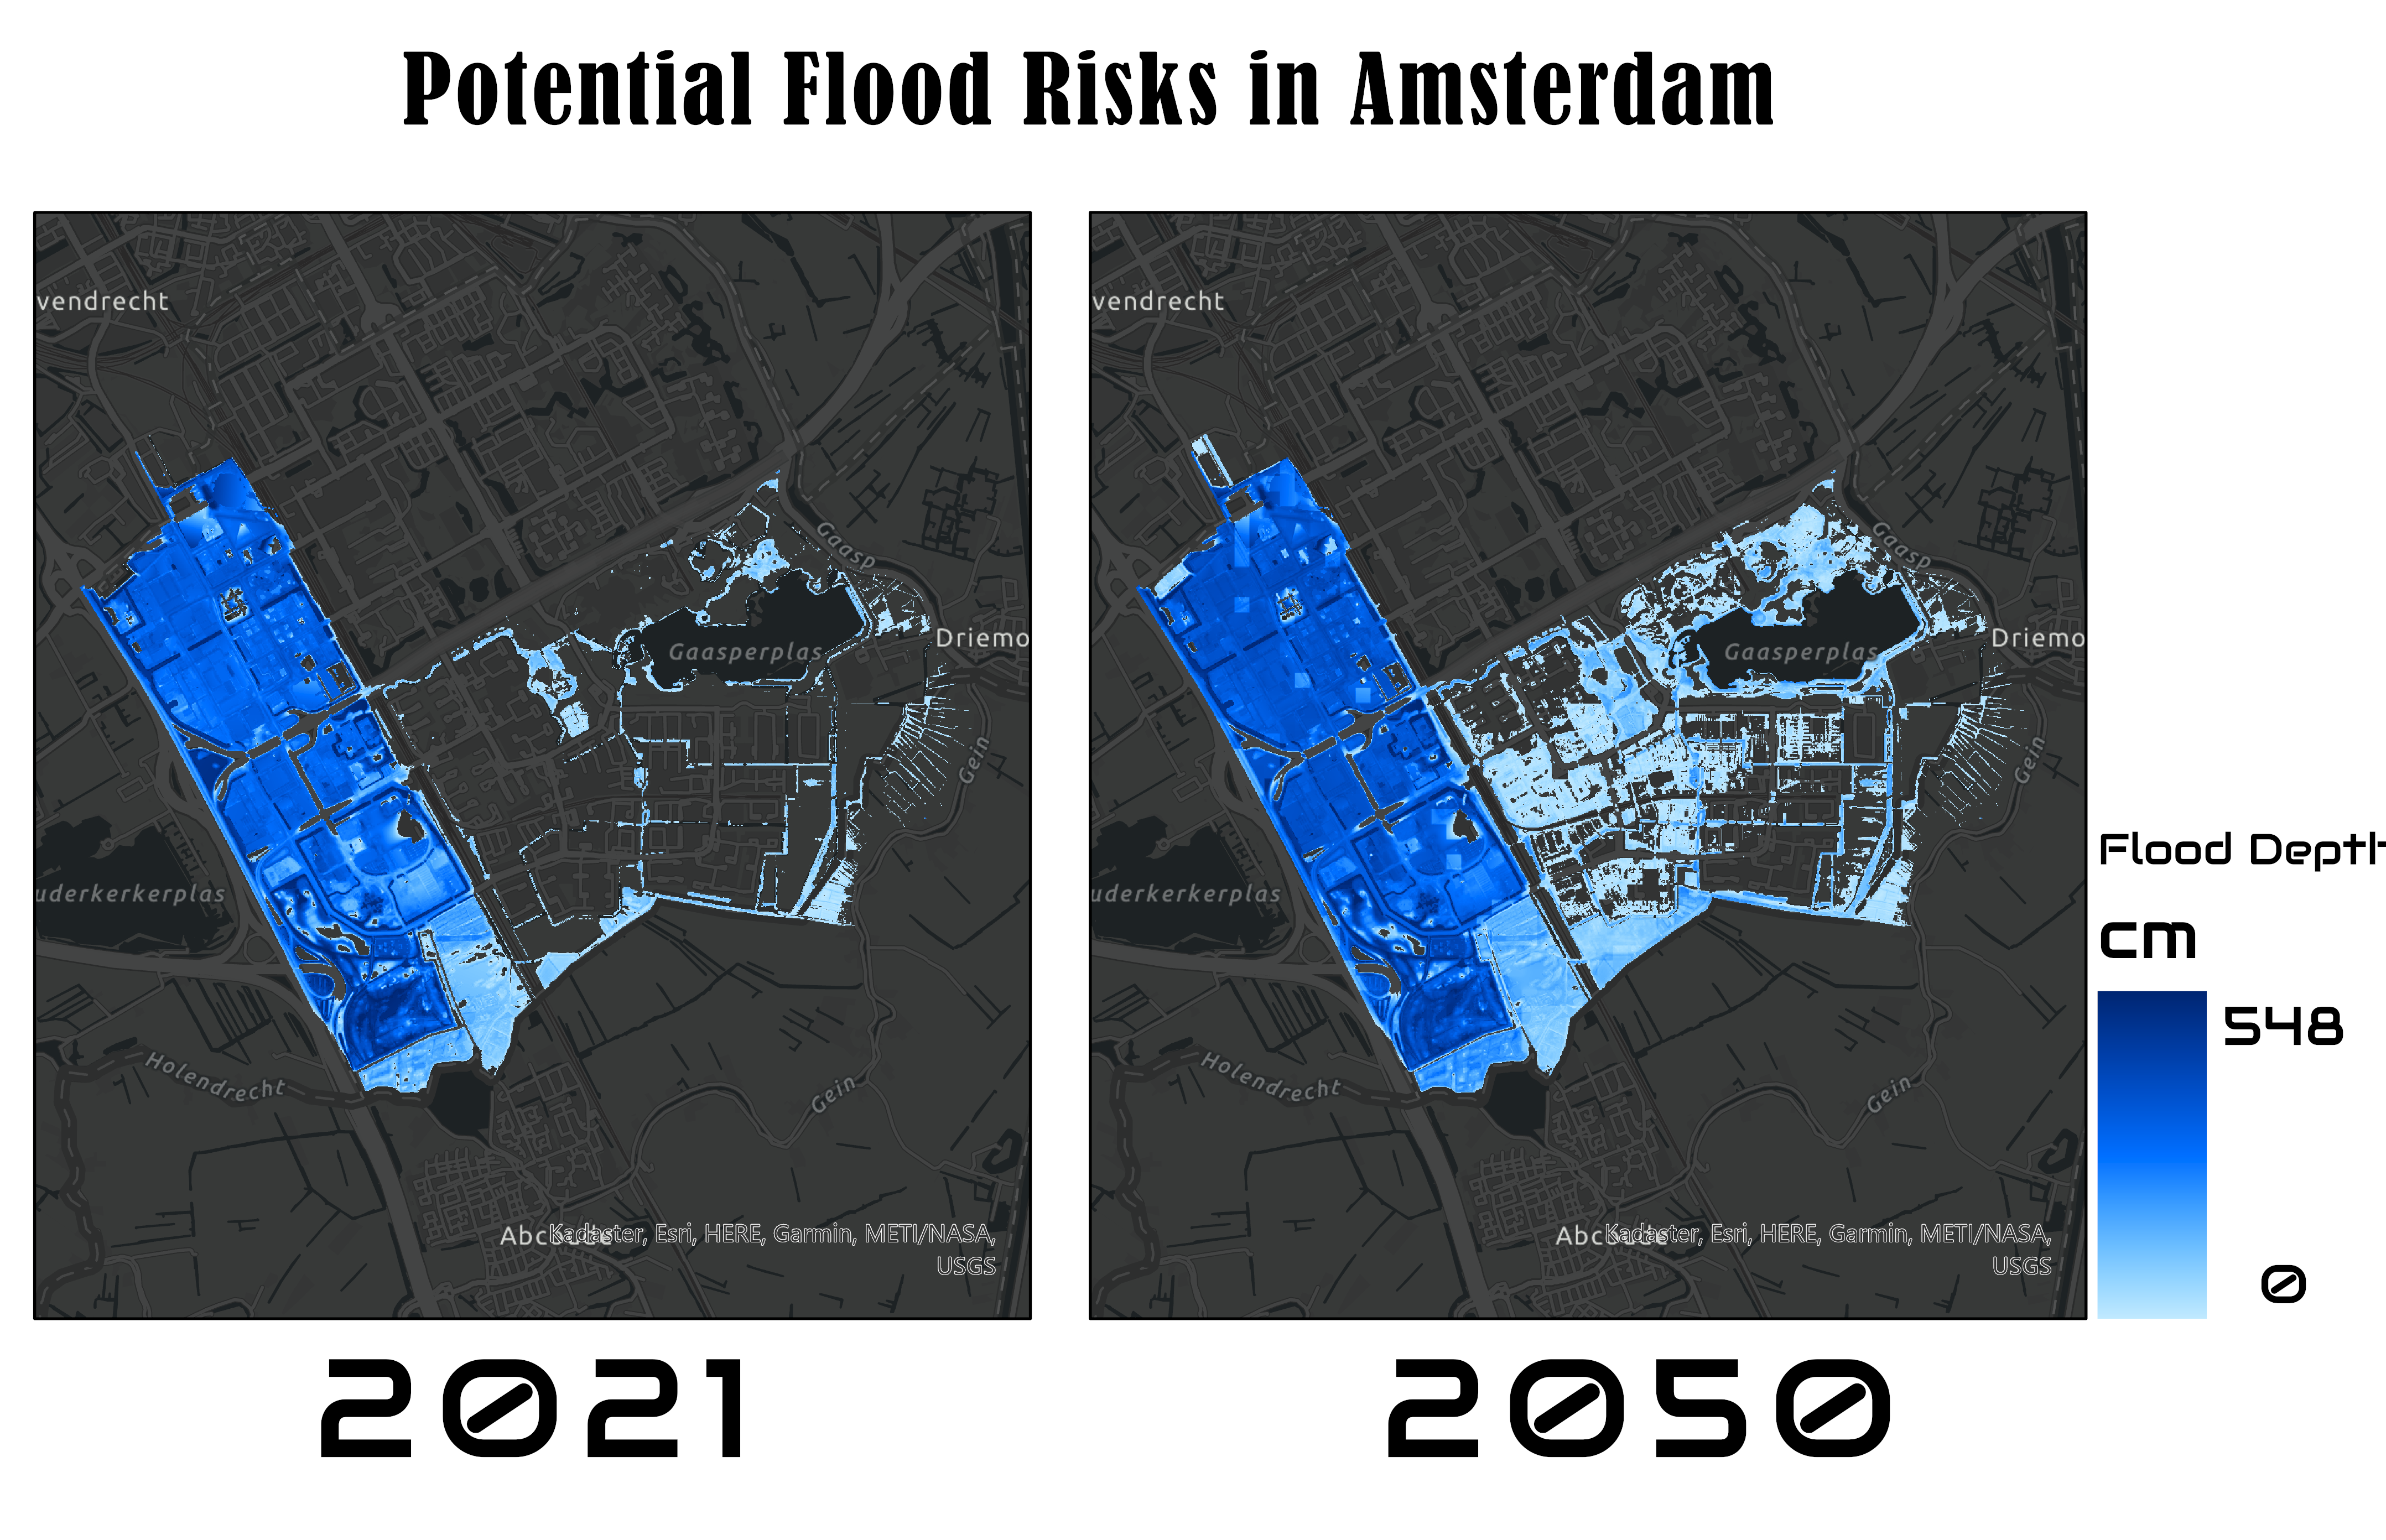 Potential Flood Risks in Amsterdam
vendrecht
Gaasp
Gaasperplas
Driemo
Gein
uderkerkerplas
Holendrecht
Gein
Kadaster, Esri, HERE, Garmin, METI/NASA,
USGS
2021
vendrecht
Gaasp
Gaasperplas
Driemo
Gein
uderkerkerplas
Holendrecht
Gein
Kadaster, Esri, HERE, Garmin, METI/NASA,
USGS
2050
Flood Dept
cm
548
0